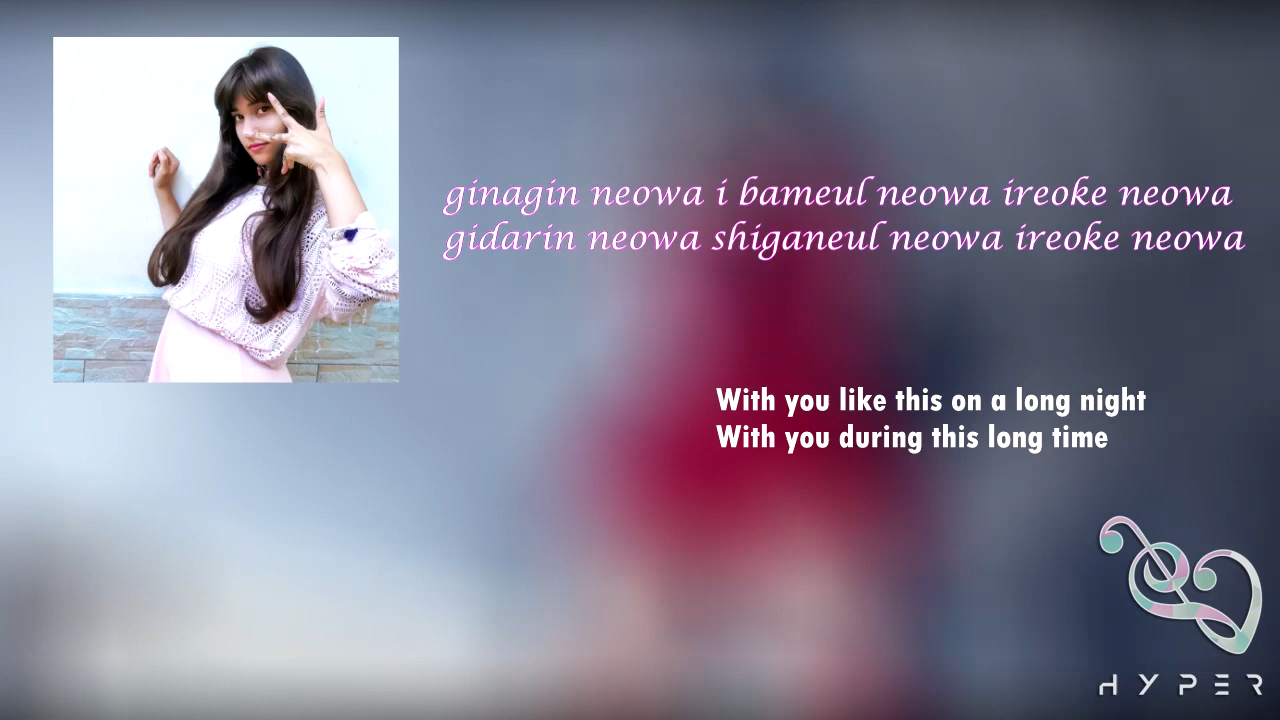 ginagin neowa i bameul neowa ireoke neowa
gidarin neowa shiganeul neowa ireoke neowa
With you like this on a long night
With you during this long time
HYPER